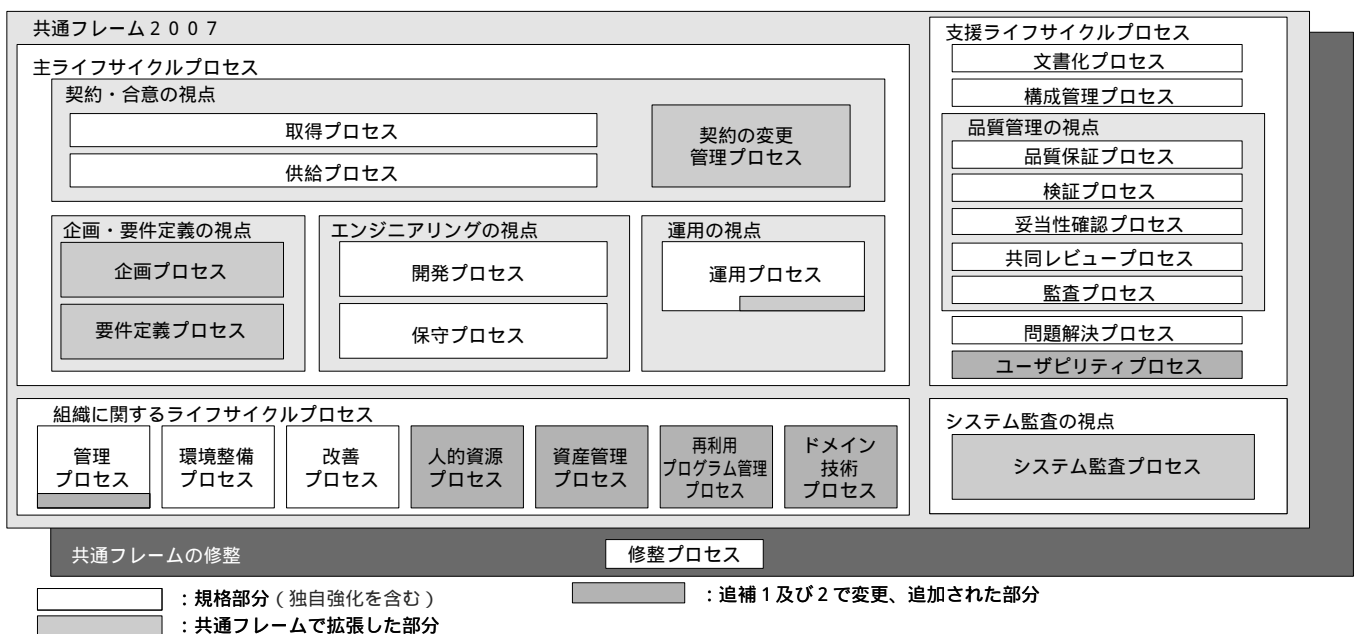 共通フレーム２００７
主ライフサイクルプロセス
契約・合意の視点
取得プロセス
供給プロセス
契約の変更
管理プロセス
企画・要件定義の視点
企画プロセス
要件定義プロセス
エンジニアリングの視点
開発プロセス
保守プロセス
運用の視点
運用プロセス
支援ライフサイクルプロセス
文書化プロセス
構成管理プロセス
品質管理の視点
品質保証プロセス
検証プロセス
妥当性確認プロセス
共同レビュープロセス
監査プロセス
問題解決プロセス
ユーザビリティプロセス
組織に関するライフサイクルプロセス
管理
プロセス
環境整備
プロセス
改善
プロセス
人的資源
プロセス
資産管理
プロセス
再利用
プログラム管理
プロセス
ドメイン
技術
プロセス
システム監査の視点
システム監査プロセス
共通フレームの修整
修整プロセス
：規格部分（独自強化を含む）
：共通フレームで拡張した部分
：追補１及び２で変更、追加された部分